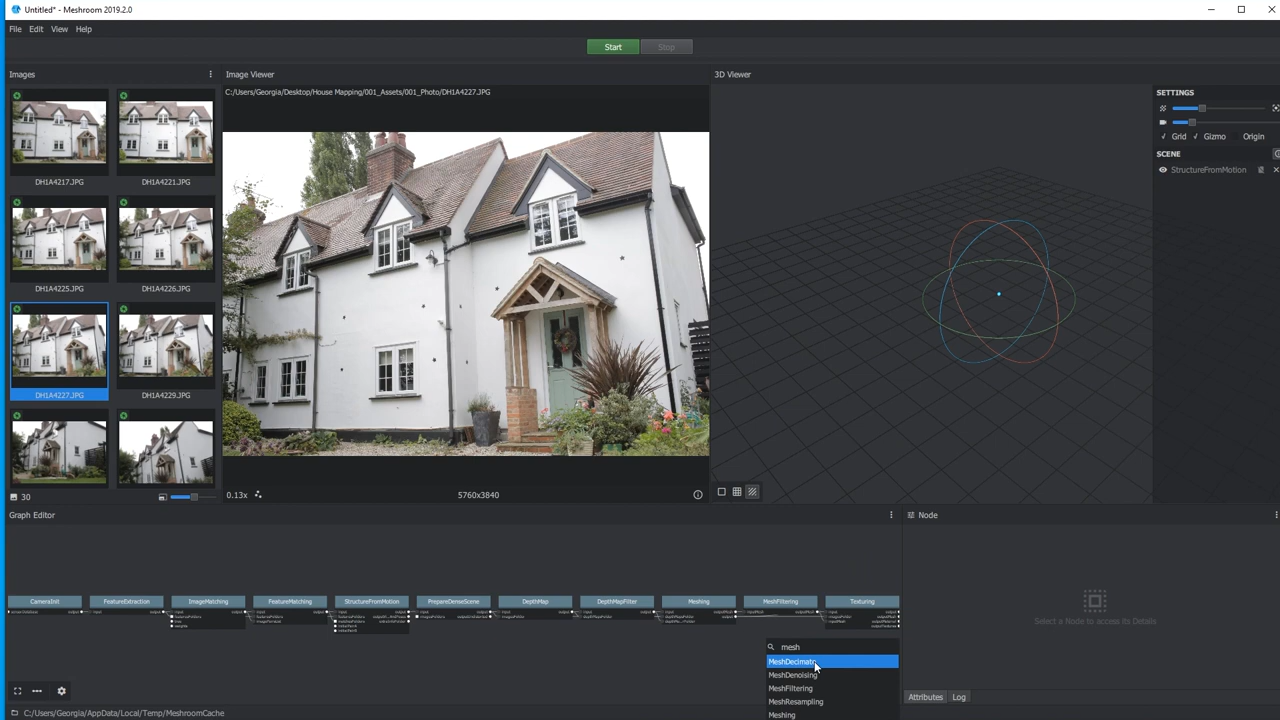 Untitled* - Meshroom 2019.2.0
File Edit View Help
Start Stop
Images
Image Viewer
3D Viewer
C:/Users/Georgia/Desktop/House Mapping/001_Assets/001_Photo/DH1A4227.JPG
SETTINGS
Grid Gizmo Origin
SCENE
StructureFromMotion
DH1A4217.JPG DH1A4221.JPG
DH1A4225.JPG DH1A4226.JPG
DH1A4227.JPG DH1A4229.JPG
30
0.13x
5760x3840
Graph Editor
Node
CameraInit FeatureExtraction ImageMatching FeatureMatching StructureFromMotion PrepareDenseScene DepthMap DepthMapFilter Meshing MeshFiltering Texturing
Select a Node to access its Details
mesh
MeshDecimate
MeshDenoising
MeshFiltering
MeshResampling
Meshing
Attributes Log
C:/Users/Georgia/AppData/Local/Temp/MeshroomCache